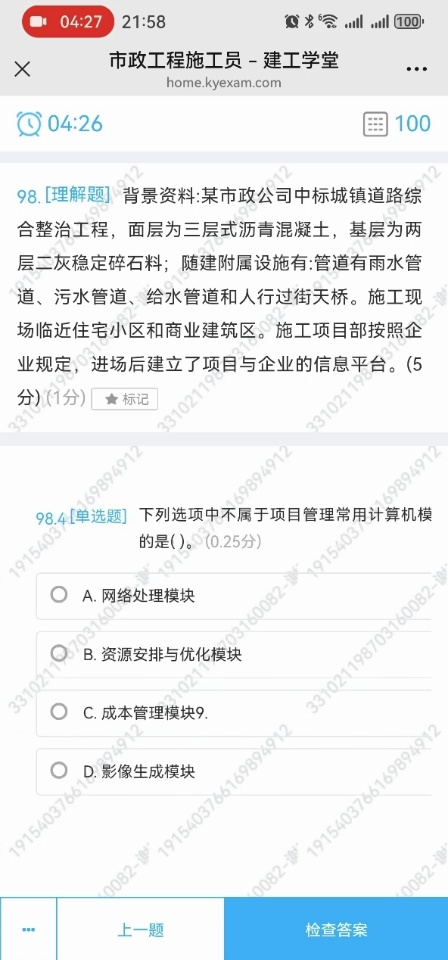 04:27 21:58 100
市政工程施工员 – 建工学堂
home.kyexam.com
04:26 100
98. [理解题] 背景资料:某市政公司中标城镇道路综
合整治工程，面层为三层式沥青混凝土，基层为两
层二灰稳定碎石料；随建附属设施有:管道有雨水管
道、污水管道、给水管道和人行过街天桥。施工现
场临近住宅小区和商业建筑区。施工项目部按照企
业规定，进场后建立了项目与企业的信息平台。(5
分) (1分) ★ 标记
98.4 [单选题] 下列选项中不属于项目管理常用计算机模
的是( )。 (0.25分)
A. 网络处理模块
B. 资源安排与优化模块
C. 成本管理模块9.
D. 影像生成模块
··· 上一题 检查答案